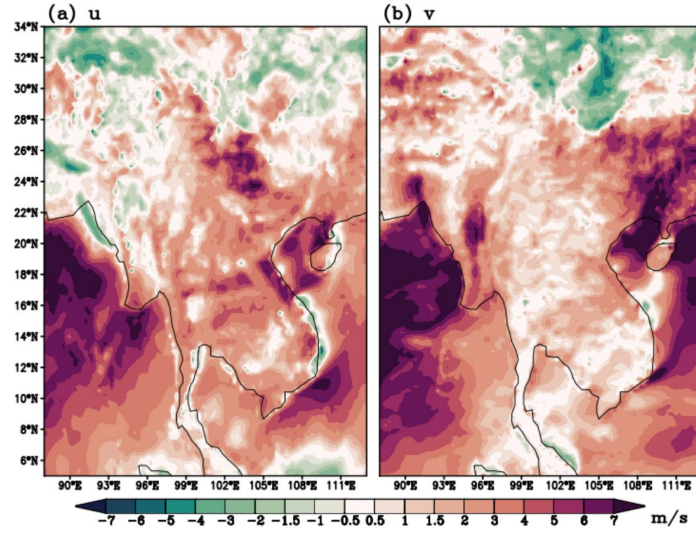 (a) u
(b) v
34°N
32°N
30°N
28°N
26°N
24°N
22°N
20°N
18°N
16°N
14°N
12°N
10°N
8°N
6°N
90°E 93°E 96°E 99°E 102°E 105°E 108°E 111°E
90°E 93°E 96°E 99°E 102°E 105°E 108°E 111°E
-7 -6 -5 -4 -3 -2 -1.5 -1 -0.5 0.5 1 1.5 2 3 4 5 6 7 m/s